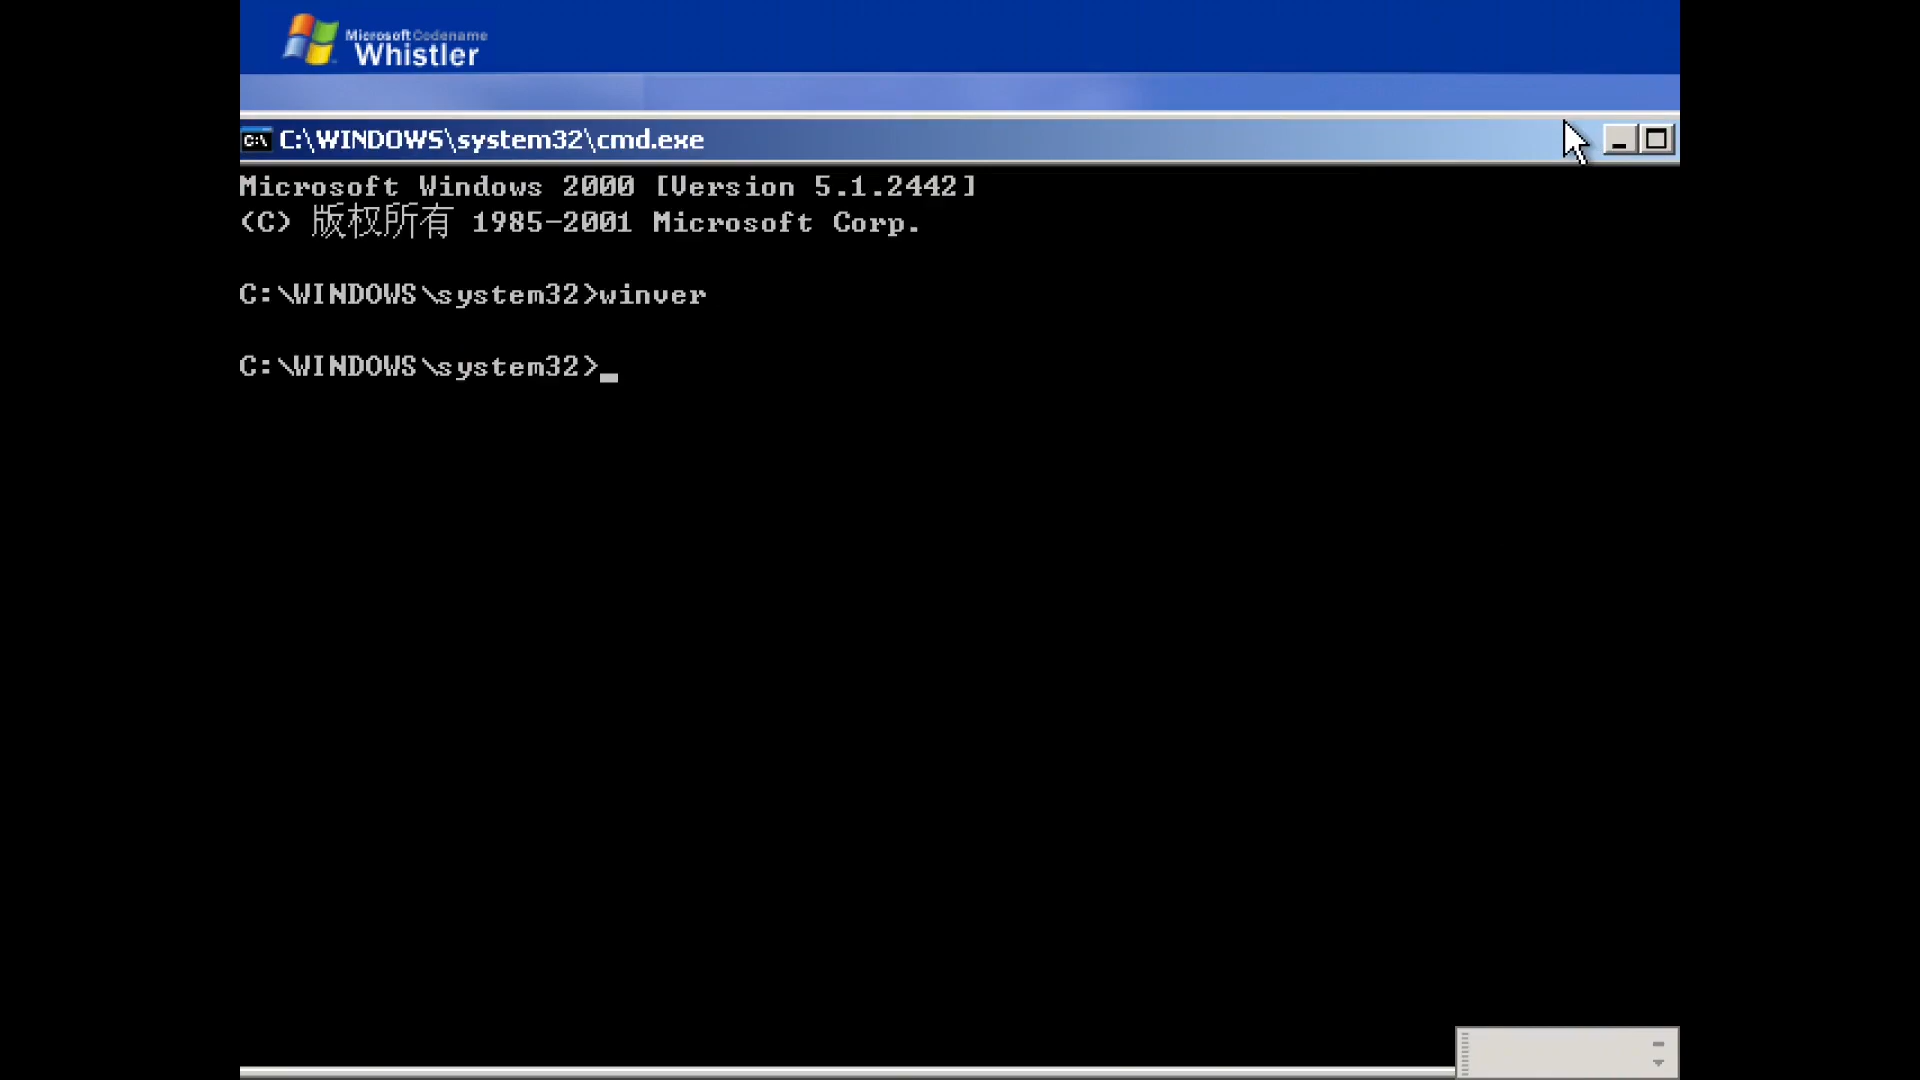 Microsoft Codename
Whistler
C:\ C:\WINDOWS\system32\cmd.exe
Microsoft Windows 2000 [Version 5.1.2442]
(C) 版权所有 1985-2001 Microsoft Corp.
C:\WINDOWS\system32>winver
C:\WINDOWS\system32>_